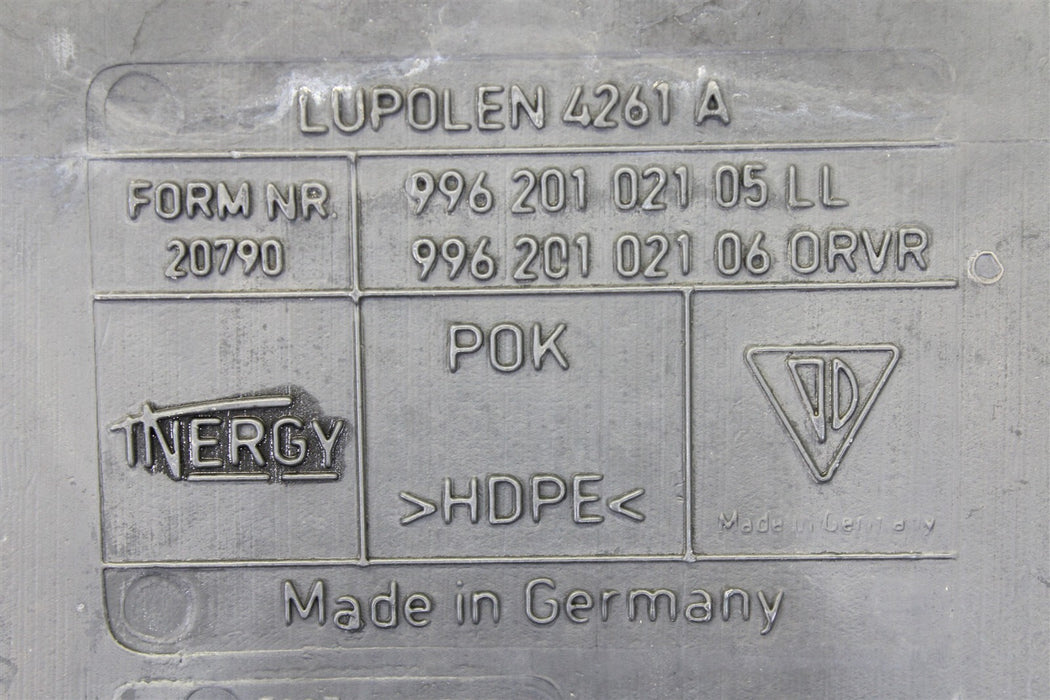 LUPOLEN 4261 A
FORM NR.
20790
996 201 021 05 LL
996 201 021 06 ORVR
INERGY
POK
>HDPE<
Made in Germany
Made in Germany